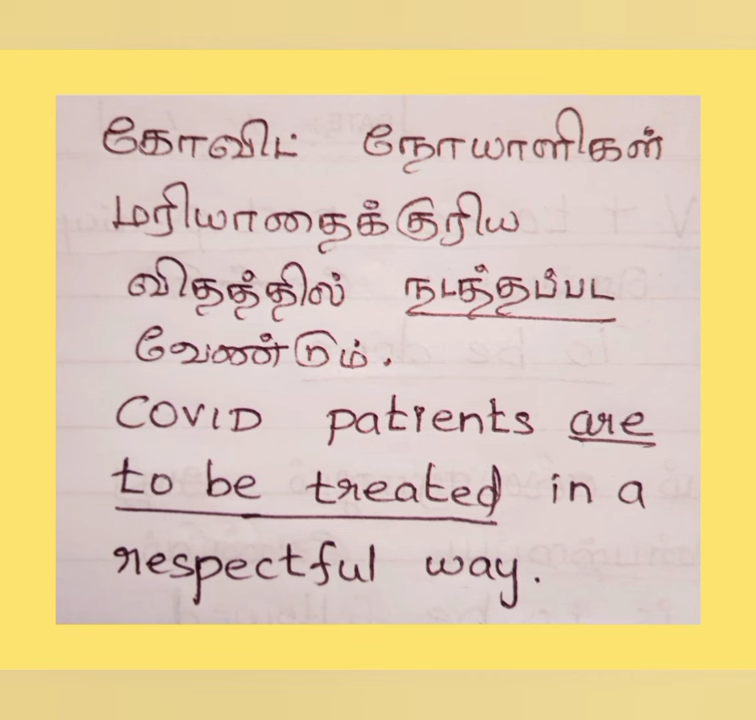 கோவிட் நோயாளிகள்
மரியாதைக்குரிய
விதத்தில் நடத்தப்பட
வேண்டும்.
COVID patients are
to be treated in a
respectful way.